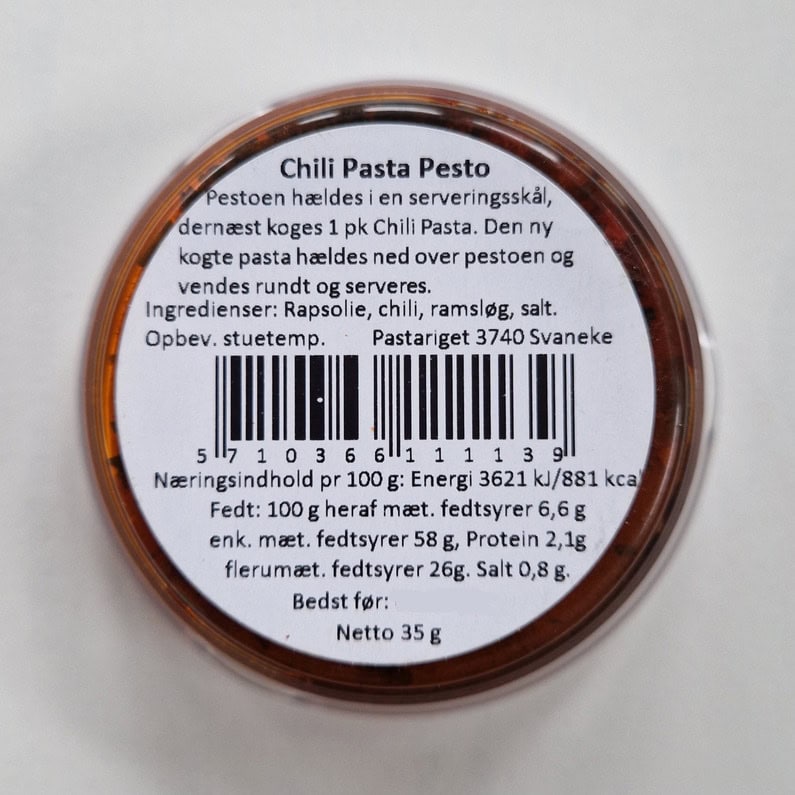 Chili Pasta Pesto
Pestoen hældes i en serveringsskål,
dernæst koges 1 pk Chili Pasta. Den ny
kogte pasta hældes ned over pestoen og
vendes rundt og serveres.
Ingredienser: Rapsolie, chili, ramsløg, salt.
Opbev. stuetemp. Pastariget 3740 Svaneke
5 710366 111139
Næringsindhold pr 100 g: Energi 3621 kJ/881 kcal
Fedt: 100 g heraf mæt. fedtsyrer 6,6 g
enk. mæt. fedtsyrer 58 g, Protein 2,1g
flerumæt. fedtsyrer 26g. Salt 0,8 g.
Bedst før:
Netto 35 g